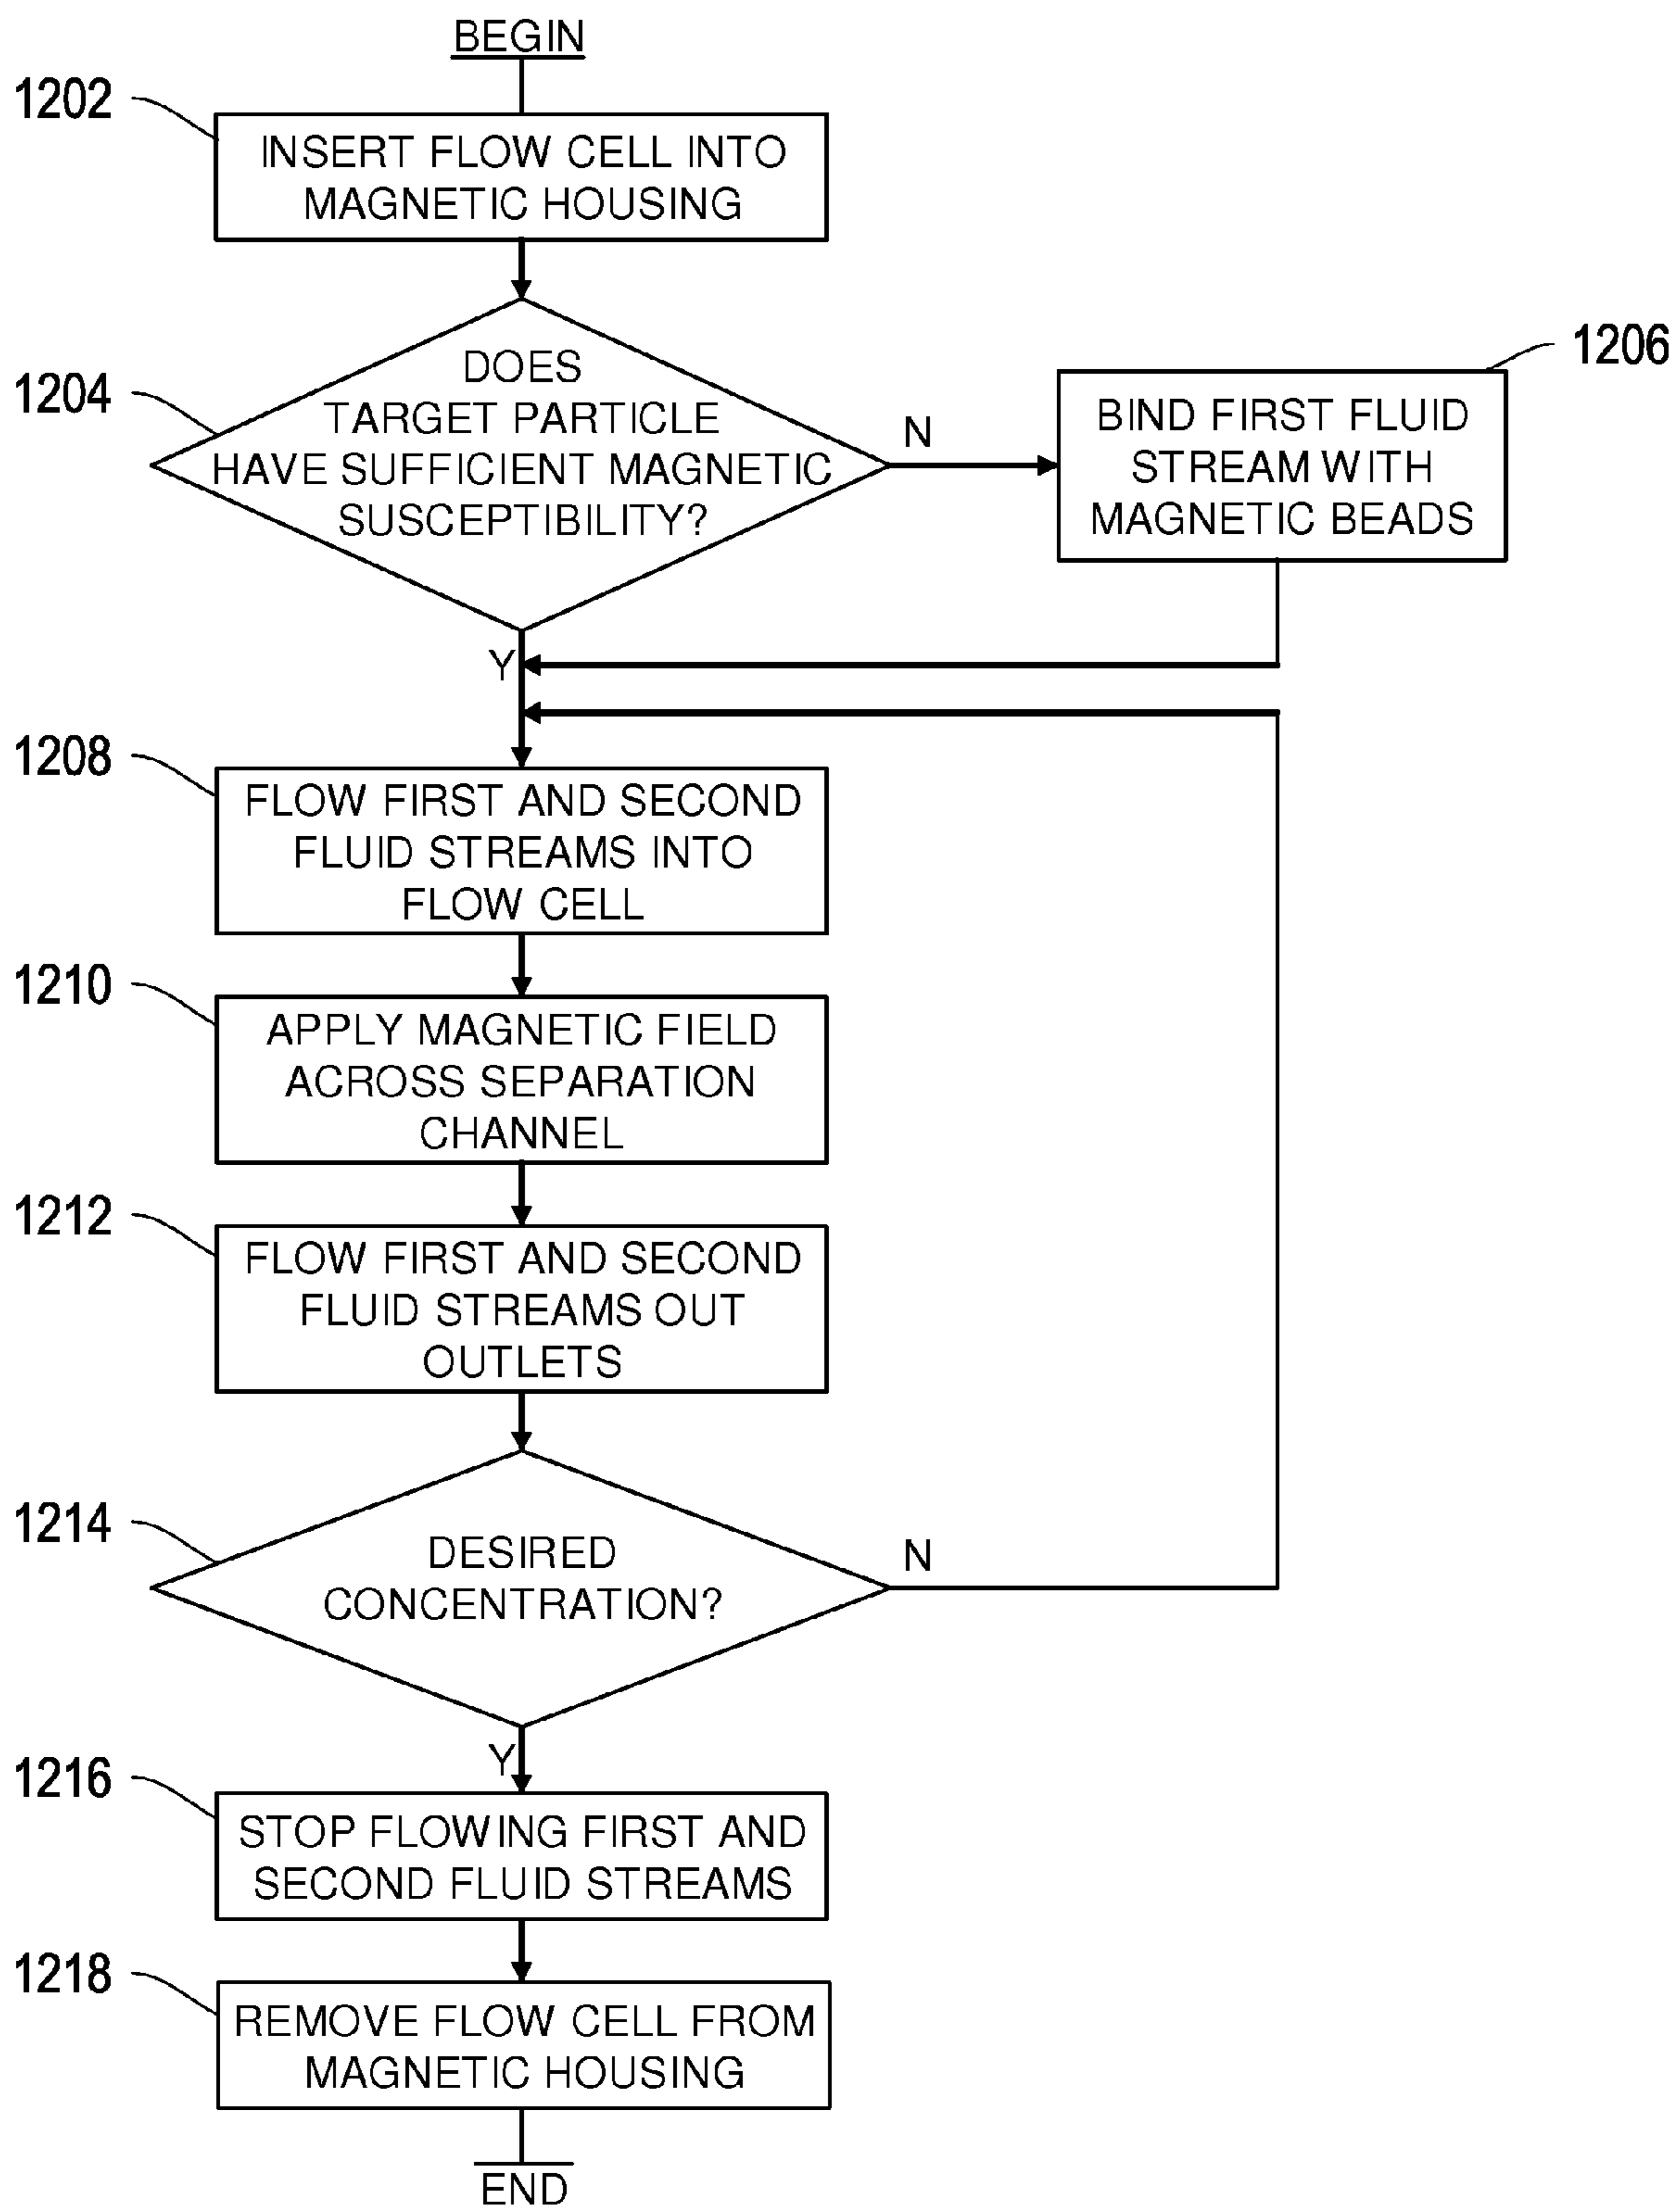 BEGIN
1202
INSERT FLOW CELL INTO
MAGNETIC HOUSING
1204
DOES
TARGET PARTICLE
HAVE SUFFICIENT MAGNETIC
SUSCEPTIBILITY?
N
1206
BIND FIRST FLUID
STREAM WITH
MAGNETIC BEADS
Y
1208
FLOW FIRST AND SECOND
FLUID STREAMS INTO
FLOW CELL
1210
APPLY MAGNETIC FIELD
ACROSS SEPARATION
CHANNEL
1212
FLOW FIRST AND SECOND
FLUID STREAMS OUT
OUTLETS
1214
DESIRED
CONCENTRATION?
N
Y
1216
STOP FLOWING FIRST AND
SECOND FLUID STREAMS
1218
REMOVE FLOW CELL FROM
MAGNETIC HOUSING
END